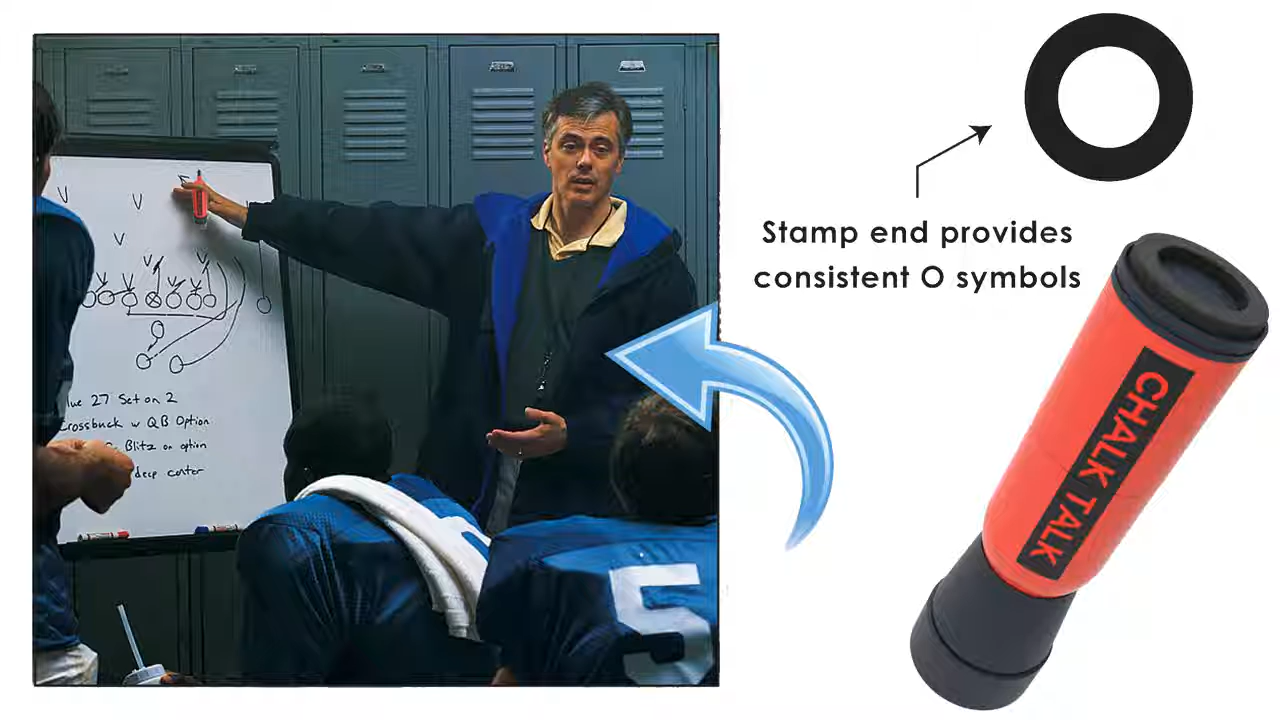 Stamp end provides
consistent O symbols
CHALK TALK
27 Set on 2
Crossbuck w QB Option
Blitz on option
deep center
5